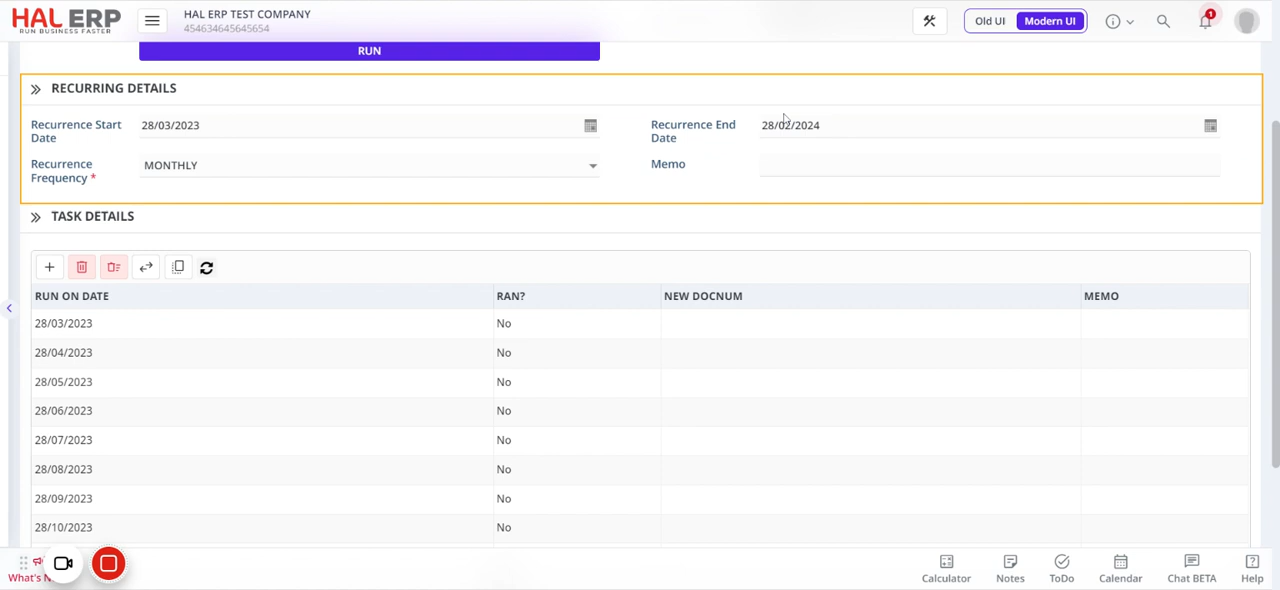 HAL ERP
RUN BUSINESS FASTER
HAL ERP TEST COMPANY
454634645645654
Old UI
Modern UI
1
RUN
RECURRING DETAILS
Recurrence Start Date
28/03/2023
Recurrence End Date
28/02/2024
Recurrence Frequency *
MONTHLY
Memo
TASK DETAILS
RUN ON DATE RAN? NEW DOCNUM MEMO
28/03/2023 No
28/04/2023 No
28/05/2023 No
28/06/2023 No
28/07/2023 No
28/08/2023 No
28/09/2023 No
28/10/2023 No
What's N
Calculator
Notes
ToDo
Calendar
Chat BETA
Help